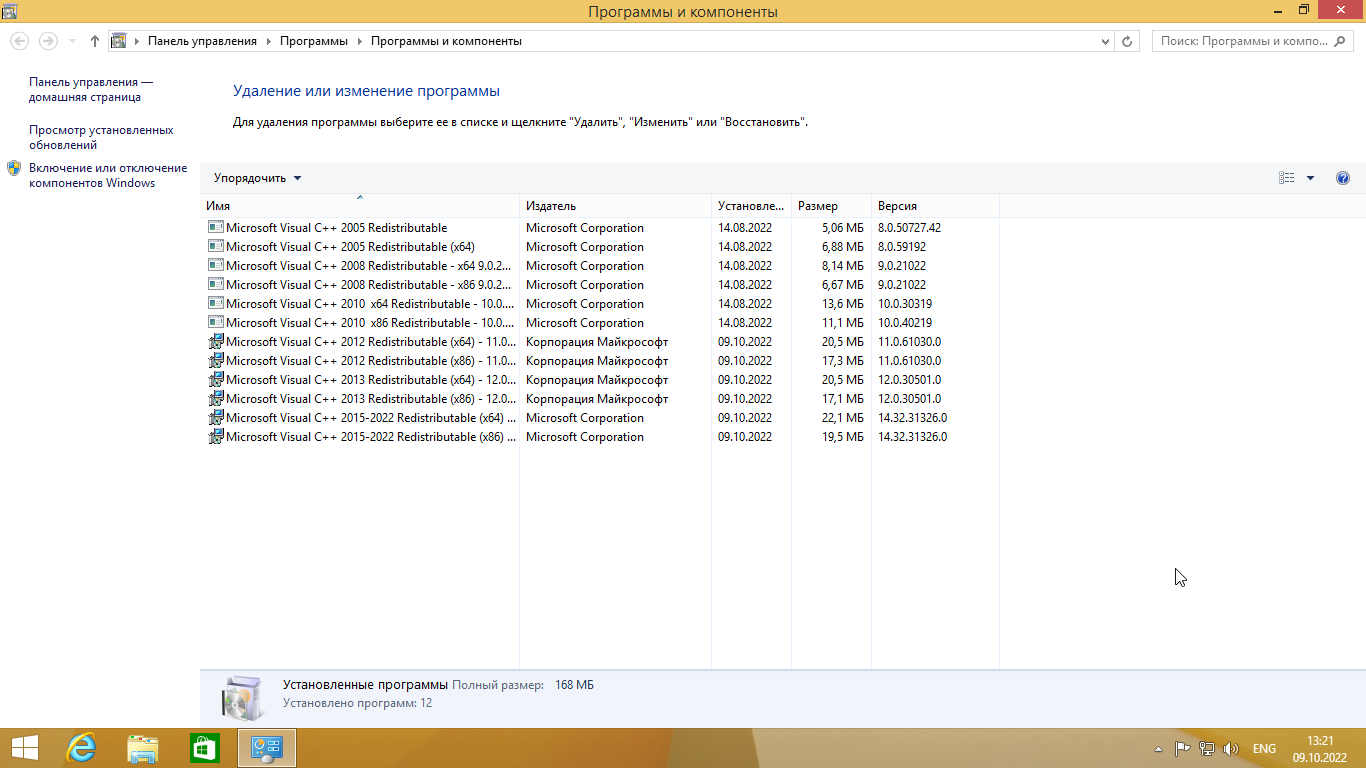 Программы и компоненты
Панель управления Программы Программы и компоненты
Поиск: Программы и компо...
Панель управления —
домашняя страница
Просмотр установленных
обновлений
Включение или отключение
компонентов Windows
Удаление или изменение программы
Для удаления программы выберите ее в списке и щелкните "Удалить", "Изменить" или "Восстановить".
Упорядочить
Имя Издатель Установле... Размер Версия
Microsoft Visual C++ 2005 Redistributable Microsoft Corporation 14.08.2022 5,06 МБ 8.0.50727.42
Microsoft Visual C++ 2005 Redistributable (x64) Microsoft Corporation 14.08.2022 6,88 МБ 8.0.59192
Microsoft Visual C++ 2008 Redistributable - x64 9.0.2... Microsoft Corporation 14.08.2022 8,14 МБ 9.0.21022
Microsoft Visual C++ 2008 Redistributable - x86 9.0.2... Microsoft Corporation 14.08.2022 6,67 МБ 9.0.21022
Microsoft Visual C++ 2010  x64 Redistributable - 10.0.... Microsoft Corporation 14.08.2022 13,6 МБ 10.0.30319
Microsoft Visual C++ 2010  x86 Redistributable - 10.0.... Microsoft Corporation 14.08.2022 11,1 МБ 10.0.40219
Microsoft Visual C++ 2012 Redistributable (x64) - 11.0... Корпорация Майкрософт 09.10.2022 20,5 МБ 11.0.61030.0
Microsoft Visual C++ 2012 Redistributable (x86) - 11.0... Корпорация Майкрософт 09.10.2022 17,3 МБ 11.0.61030.0
Microsoft Visual C++ 2013 Redistributable (x64) - 12.0... Корпорация Майкрософт 09.10.2022 20,5 МБ 12.0.30501.0
Microsoft Visual C++ 2013 Redistributable (x86) - 12.0... Корпорация Майкрософт 09.10.2022 17,1 МБ 12.0.30501.0
Microsoft Visual C++ 2015-2022 Redistributable (x64) ... Microsoft Corporation 09.10.2022 22,1 МБ 14.32.31326.0
Microsoft Visual C++ 2015-2022 Redistributable (x86) ... Microsoft Corporation 09.10.2022 19,5 МБ 14.32.31326.0
Установленные программы Полный размер: 168 МБ
Установлено программ: 12
ENG
13:21
09.10.2022